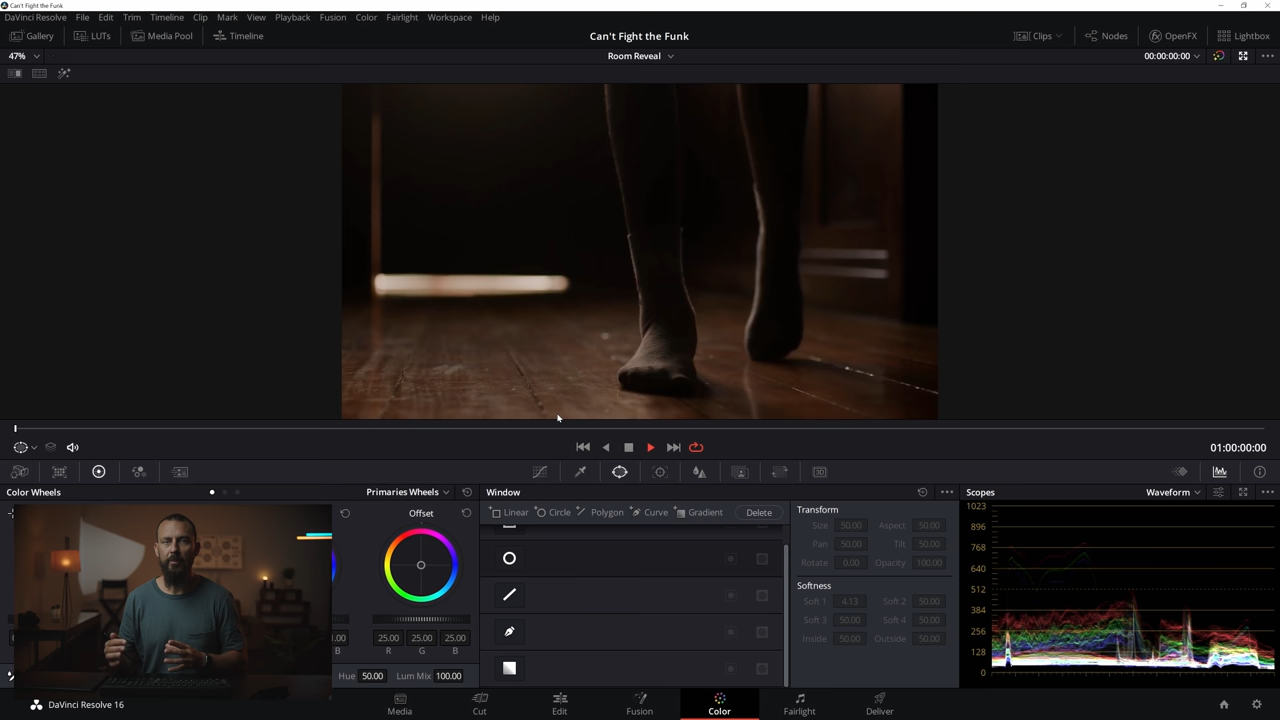 Can't Fight the Funk
DaVinci Resolve File Edit Trim Timeline Clip Mark View Playback Fusion Color Fairlight Workspace Help
Gallery LUTs Media Pool Timeline Can't Fight the Funk Clips Nodes OpenFX Lightbox
47% Room Reveal 00:00:00:00
01:00:00:00
Color Wheels Primaries Wheels Window Scopes Waveform
Offset
Linear Circle Polygon Curve Gradient Delete
Transform
Size 50.00 Aspect 50.00
Pan 50.00 Tilt 50.00
Rotate 0.00 Opacity 100.00
Softness
Soft 1 4.13 Soft 2 50.00
Soft 3 50.00 Soft 4 50.00
Inside 50.00 Outside 50.00
1023
896
768
640
512
384
256
128
0
1.00 25.00 25.00 25.00
R G B
Hue 50.00 Lum Mix 100.00
DaVinci Resolve 16
Media Cut Edit Fusion Color Fairlight Deliver